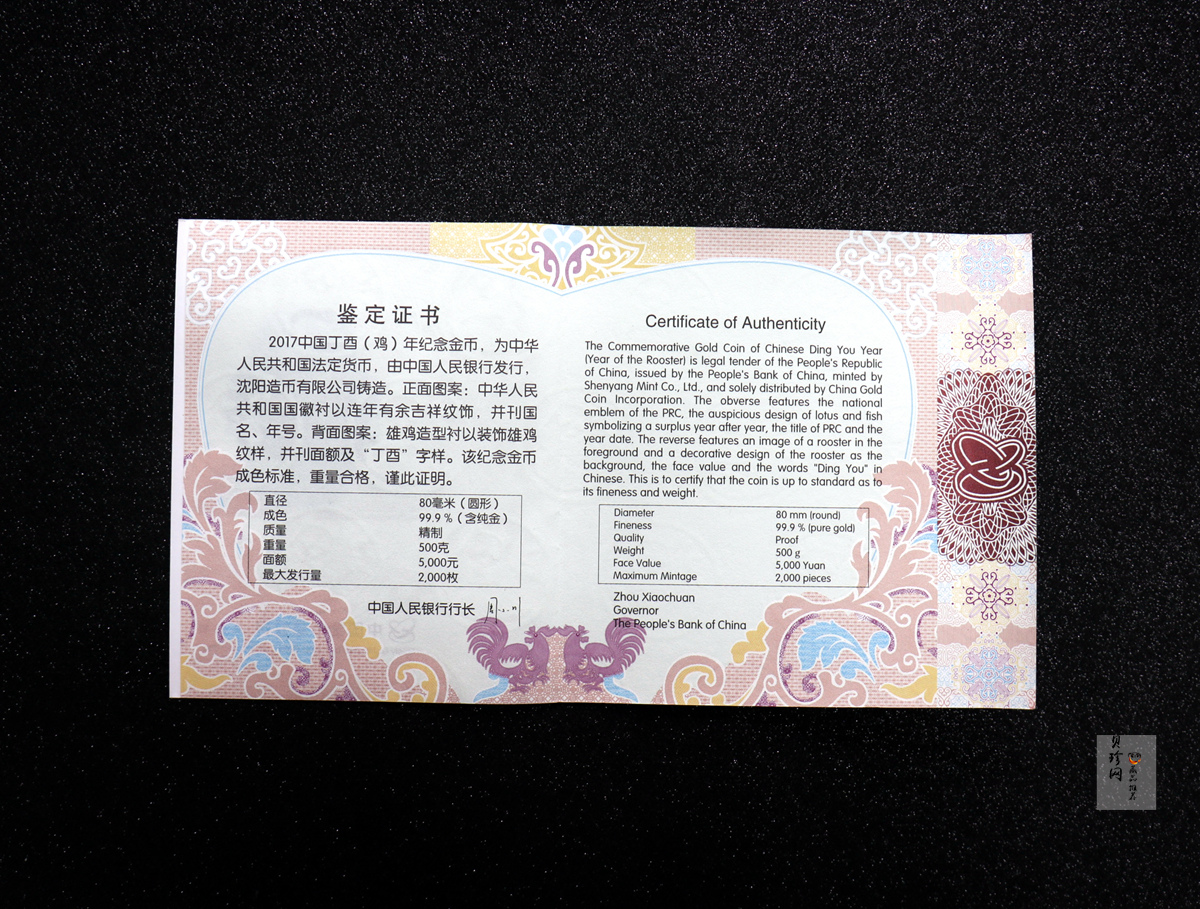 鉴定证书
2017中国丁酉（鸡）年纪念金币，为中华
人民共和国法定货币，由中国人民银行发行，
沈阳造币有限公司铸造。正面图案：中华人民
共和国国徽衬以连年有余吉祥纹饰，并刊国
名、年号。背面图案：雄鸡造型衬以装饰雄鸡
纹样，并刊面额及“丁酉”字样。该纪念金币
成色标准，重量合格，谨此证明。
直径 80毫米（圆形）
成色 99.9％（含纯金）
质量 精制
重量 500克
面额 5,000元
最大发行量 2,000枚
中国人民银行行长
Certificate of Authenticity
The Commemorative Gold Coin of Chinese Ding You Year
(Year of the Rooster) is legal tender of the People's Republic
of China, issued by the People's Bank of China, minted by
Shenyang Mint Co., Ltd., and solely distributed by China Gold
Coin Incorporation. The obverse features the national
emblem of the PRC, the auspicious design of lotus and fish
symbolizing a surplus year after year, the title of PRC and the
year date. The reverse features an image of a rooster in the
foreground and a decorative design of the rooster as the
background, the face value and the words "Ding You" in
Chinese. This is to certify that the coin is up to standard as to
its fineness and weight.
Diameter 80 mm (round)
Fineness 99.9 % (pure gold)
Quality Proof
Weight 500 g
Face Value 5,000 Yuan
Maximum Mintage 2,000 pieces
Zhou Xiaochuan
Governor
The People's Bank of China
贝珍网